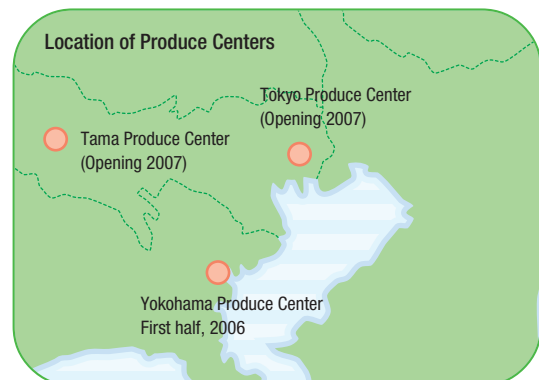 Location of Produce Centers
Tokyo Produce Center
(Opening 2007)
Tama Produce Center
(Opening 2007)
Yokohama Produce Center
First half, 2006